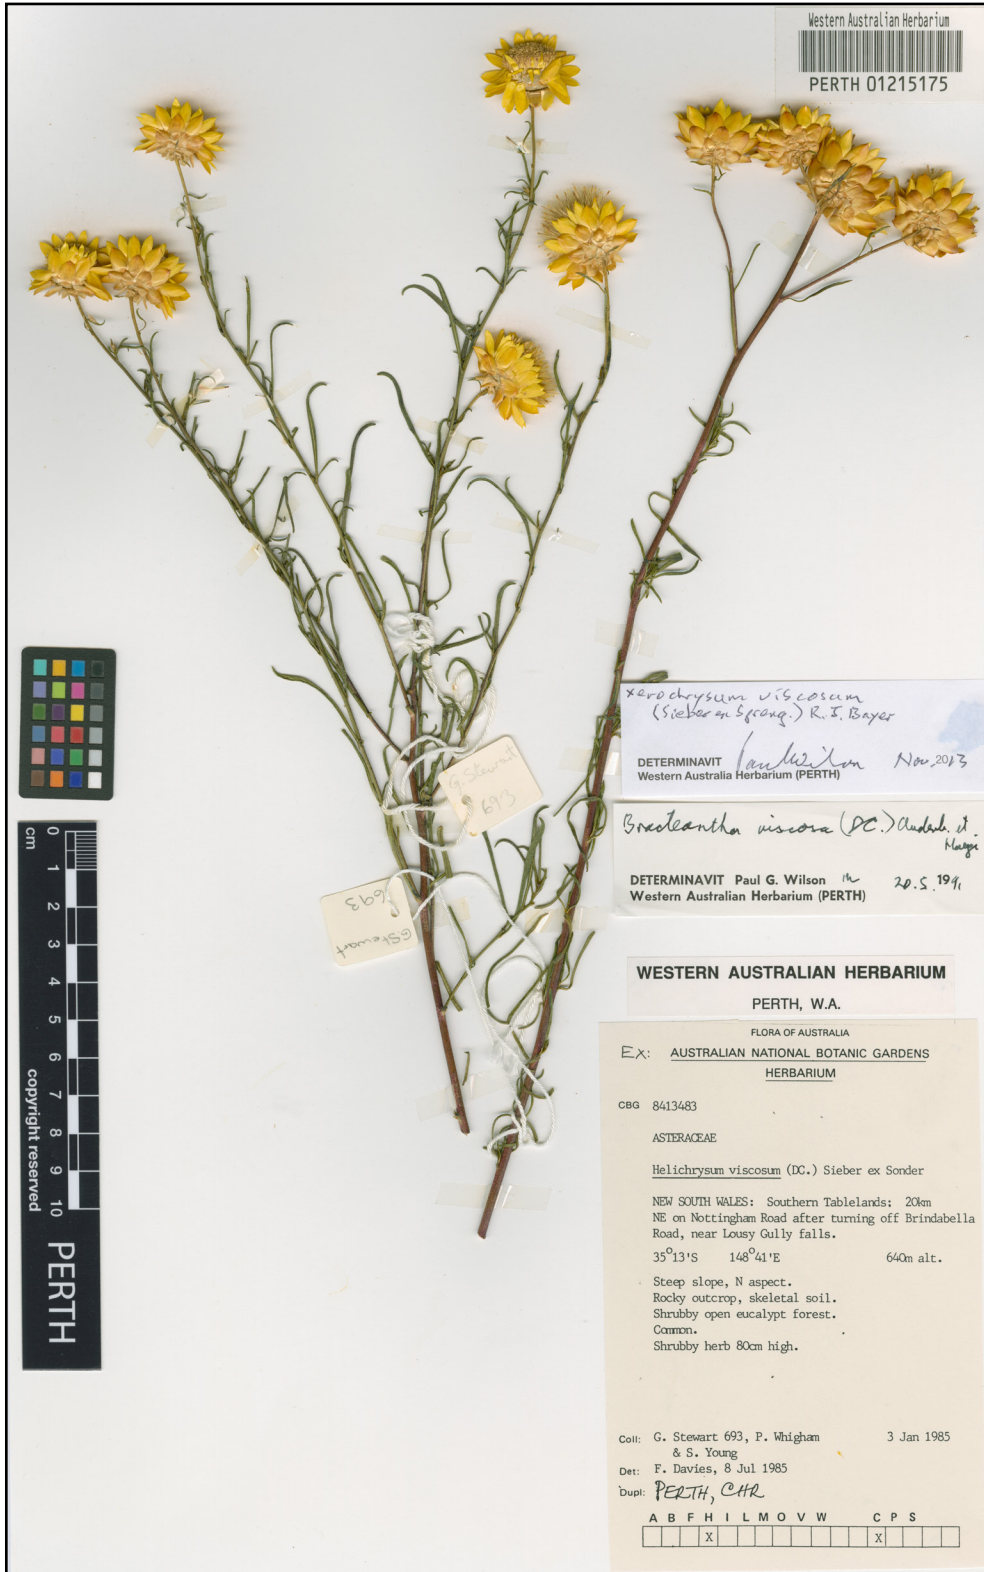 Western Australian Herbarium
PERTH 01215175
xerochrysum viscosum
(Sieber ex Spreng.) R. J. Bayer
DETERMINAVIT Paul Wilson Nov. 2013
Western Australia Herbarium (PERTH)
G. Stewart
693
Bracteantha viscosa (DC.) Anderb. et
Haegi
DETERMINAVIT Paul G. Wilson 20.5.1991
Western Australian Herbarium (PERTH)
693
G. Stewart
WESTERN AUSTRALIAN HERBARIUM
PERTH, W.A.
FLORA OF AUSTRALIA
Ex: AUSTRALIAN NATIONAL BOTANIC GARDENS
HERBARIUM
CBG 8413483
ASTERACEAE
Helichrysum viscosum (DC.) Sieber ex Sonder
NEW SOUTH WALES: Southern Tablelands: 20km
NE on Nottingham Road after turning off Brindabella
Road, near Lousy Gully falls.
35°13'S 148°41'E 640m alt.
Steep slope, N aspect.
Rocky outcrop, skeletal soil.
Shrubby open eucalypt forest.
Common.
Shrubby herb 80cm high.
Coll: G. Stewart 693, P. Whigham 3 Jan 1985
& S. Young
Det: F. Davies, 8 Jul 1985
Dupl: PERTH, CHR
A B F H I L M O V W C P S
X X
0
cm
1
2
3
4
5
6
7
8
9
10
copyright reserved
PERTH